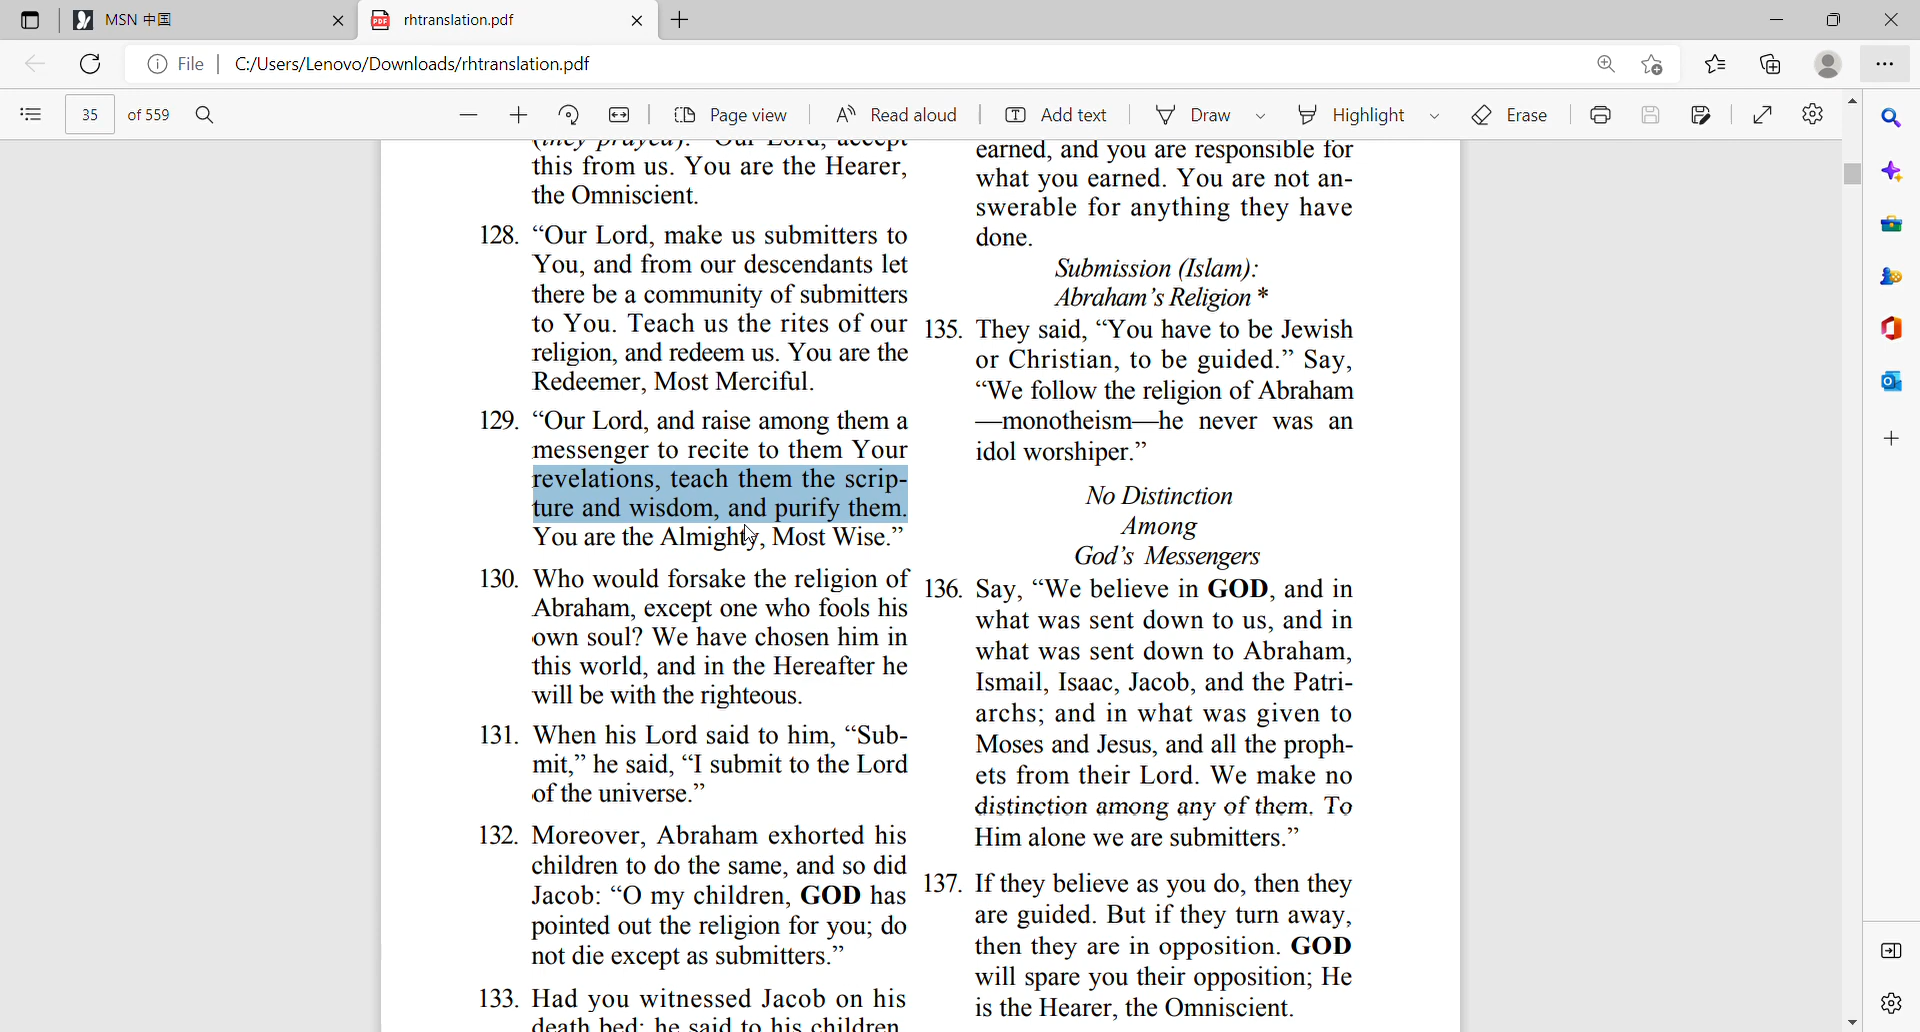 MSN 中国
rhtranslation.pdf
File
C:/Users/Lenovo/Downloads/rhtranslation.pdf
35
of 559
Page view
Read aloud
Add text
Draw
Highlight
Erase
(they prayed): "Our Lord, accept
this from us. You are the Hearer,
the Omniscient.
128. “Our Lord, make us submitters to
You, and from our descendants let
there be a community of submitters
to You. Teach us the rites of our
religion, and redeem us. You are the
Redeemer, Most Merciful.
129. “Our Lord, and raise among them a
messenger to recite to them Your
revelations, teach them the scrip-
ture and wisdom, and purify them.
You are the Almighty, Most Wise.”
130. Who would forsake the religion of
Abraham, except one who fools his
own soul? We have chosen him in
this world, and in the Hereafter he
will be with the righteous.
131. When his Lord said to him, “Sub-
mit,” he said, “I submit to the Lord
of the universe.”
132. Moreover, Abraham exhorted his
children to do the same, and so did
Jacob: “O my children, GOD has
pointed out the religion for you; do
not die except as submitters.”
133. Had you witnessed Jacob on his
death bed; he said to his children,
earned, and you are responsible for
what you earned. You are not an-
swerable for anything they have
done.
Submission (Islam):
Abraham’s Religion *
135. They said, “You have to be Jewish
or Christian, to be guided.” Say,
“We follow the religion of Abraham
—monotheism—he never was an
idol worshiper.”
No Distinction
Among
God’s Messengers
136. Say, “We believe in GOD, and in
what was sent down to us, and in
what was sent down to Abraham,
Ismail, Isaac, Jacob, and the Patri-
archs; and in what was given to
Moses and Jesus, and all the proph-
ets from their Lord. We make no
distinction among any of them. To
Him alone we are submitters.”
137. If they believe as you do, then they
are guided. But if they turn away,
then they are in opposition. GOD
will spare you their opposition; He
is the Hearer, the Omniscient.